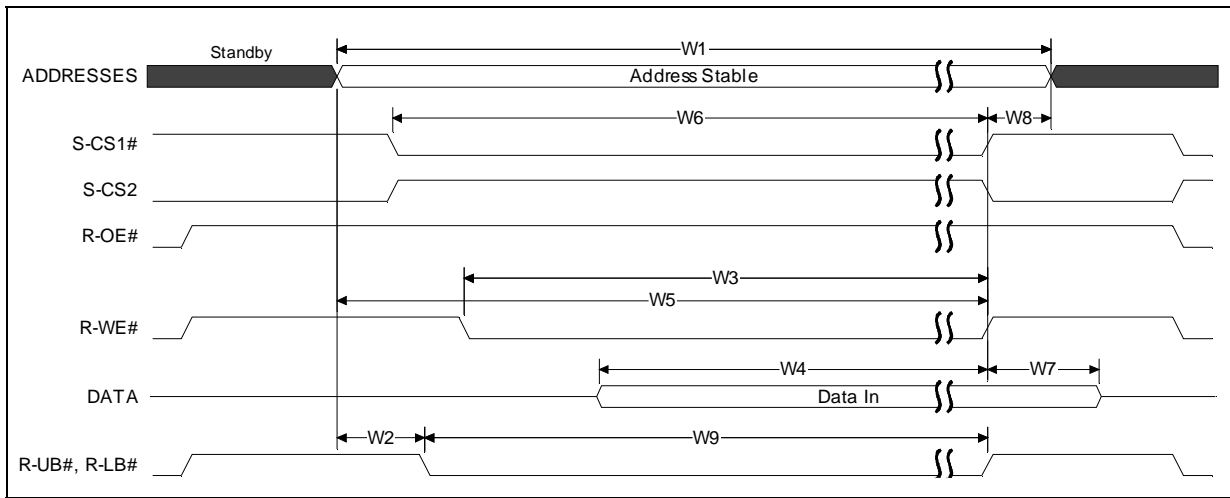 Standby
W1
ADDRESSES
Address Stable
W6
W8
S-CS1#
S-CS2
R-OE#
W3
W5
R-WE#
W4
W7
DATA
Data In
W2
W9
R-UB#, R-LB#